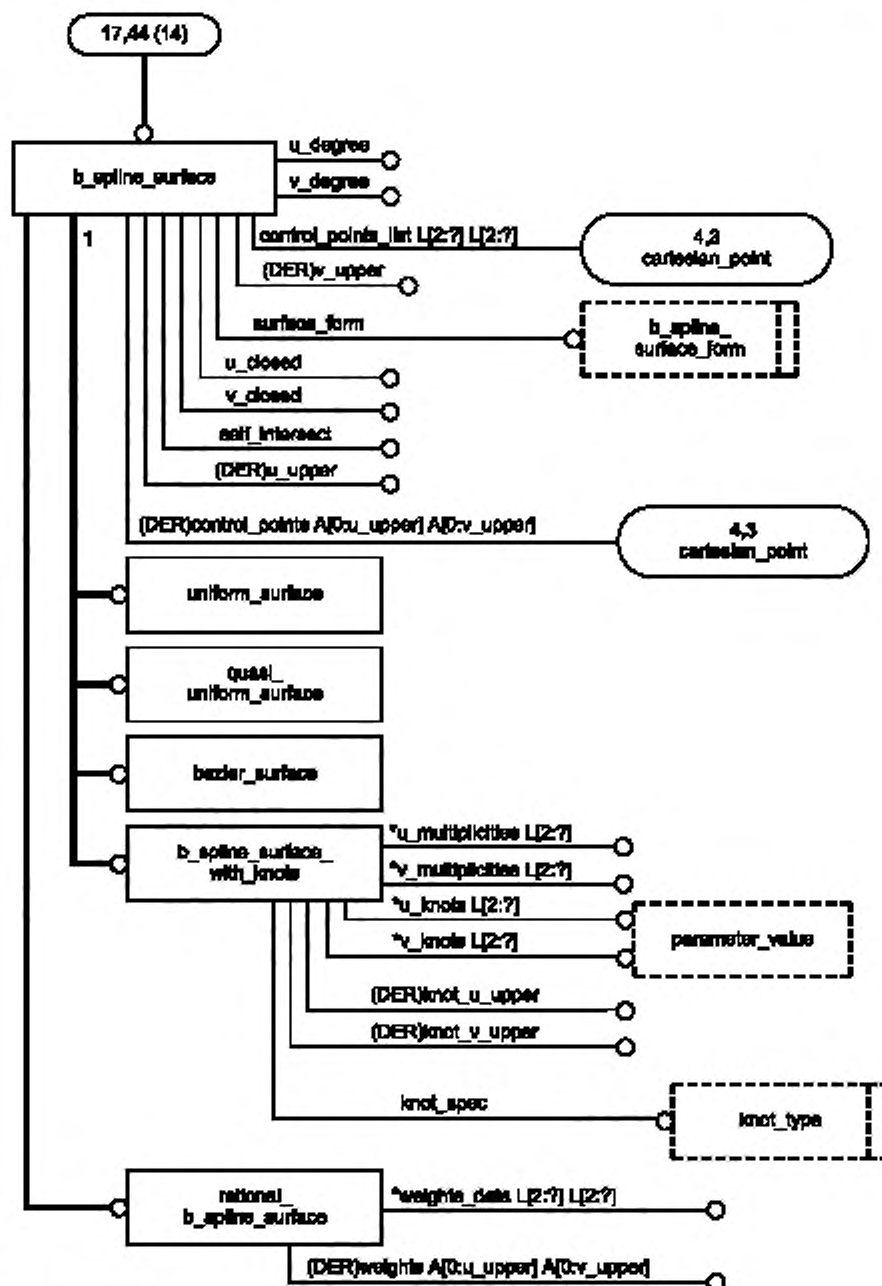 17,44 (14)
b_spline_surface
u_degree
v_degree
1
control_points_list L[2:?] L[2:?]
4,3
cartesian_point
(DER)v_upper
surface_form
b_spline_
surface_form
u_closed
v_closed
self_intersect
(DER)u_upper
(DER)control_points A[0:u_upper] A[0:v_upper]
4,3
cartesian_point
uniform_surface
quasi_
uniform_surface
bezier_surface
b_spline_surface_
with_knots
*u_multiplicities L[2:?]
*v_multiplicities L[2:?]
*u_knots L[2:?]
*v_knots L[2:?]
parameter_value
(DER)knot_u_upper
(DER)knot_v_upper
knot_spec
knot_type
rational_
b_spline_surface
*weights_data L[2:?] L[2:?]
(DER)weights A[0:u_upper] A[0:v_upper]